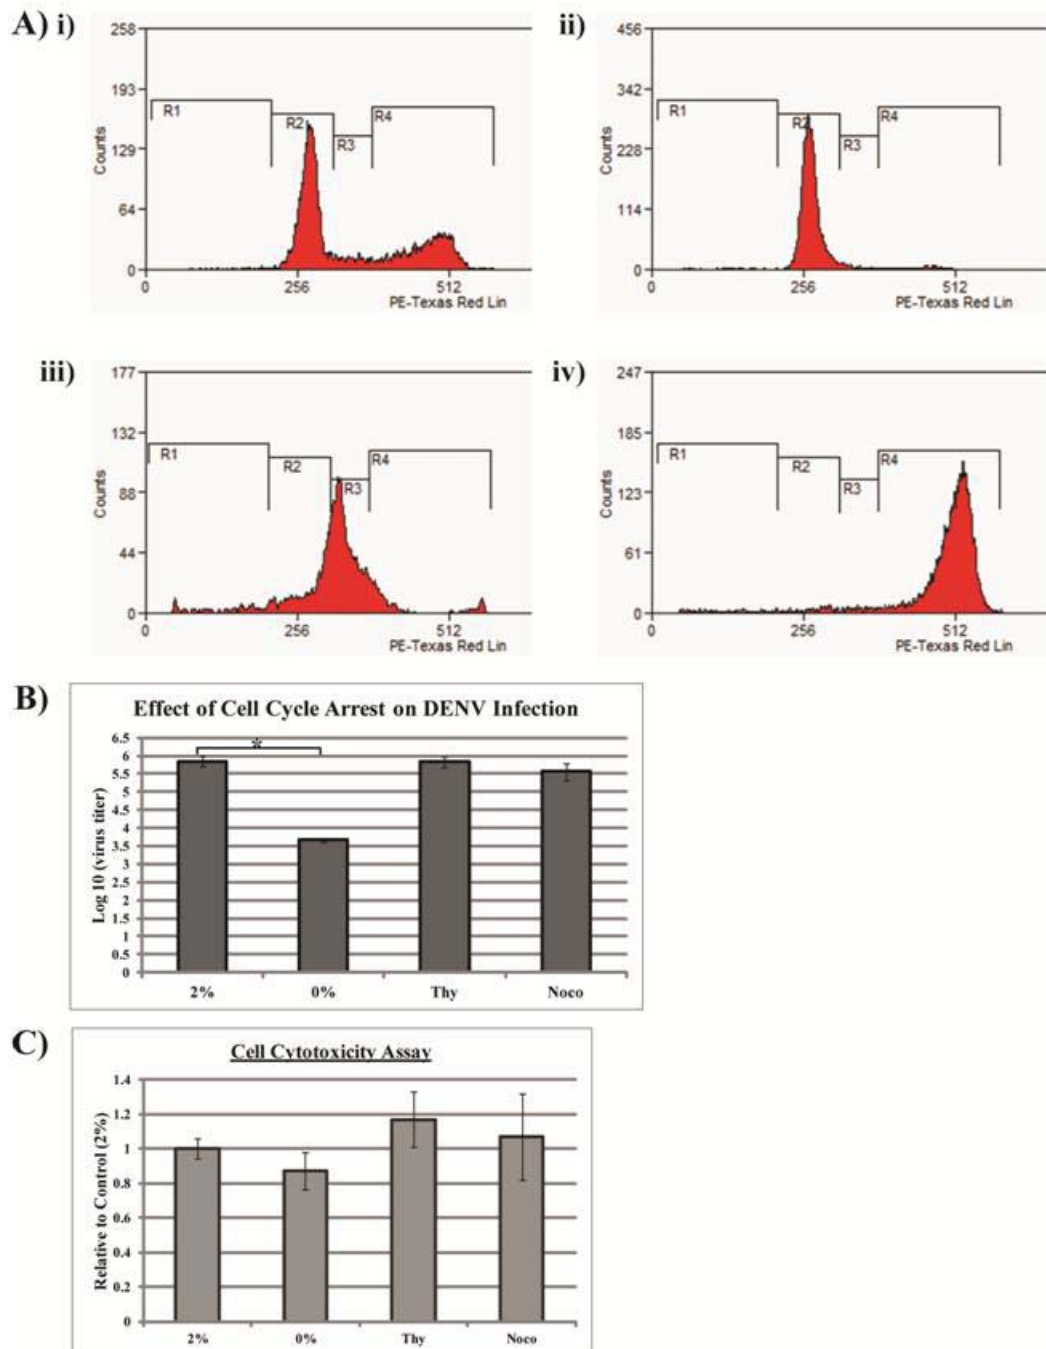 A) i)
258
193
129
64
0
Counts
R1
R2
R3
R4
0 256 512
PE-Texas Red Lin
ii)
456
342
228
114
0
Counts
R1
R2
R3
R4
0 256 512
PE-Texas Red Lin
iii)
177
132
88
44
0
Counts
R1
R2
R3
R4
0 256 512
PE-Texas Red Lin
iv)
247
185
123
61
0
Counts
R1
R2
R3
R4
0 256 512
PE-Texas Red Lin
B)
Effect of Cell Cycle Arrest on DENV Infection
Log 10 (virus titer)
6.5
6
5.5
5
4.5
4
3.5
3
2.5
2
1.5
1
0.5
0
*
2% 0% Thy Noco
C)
Cell Cytotoxicity Assay
Relative to Control (2%)
1.4
1.2
1
0.8
0.6
0.4
0.2
0
2% 0% Thy Noco